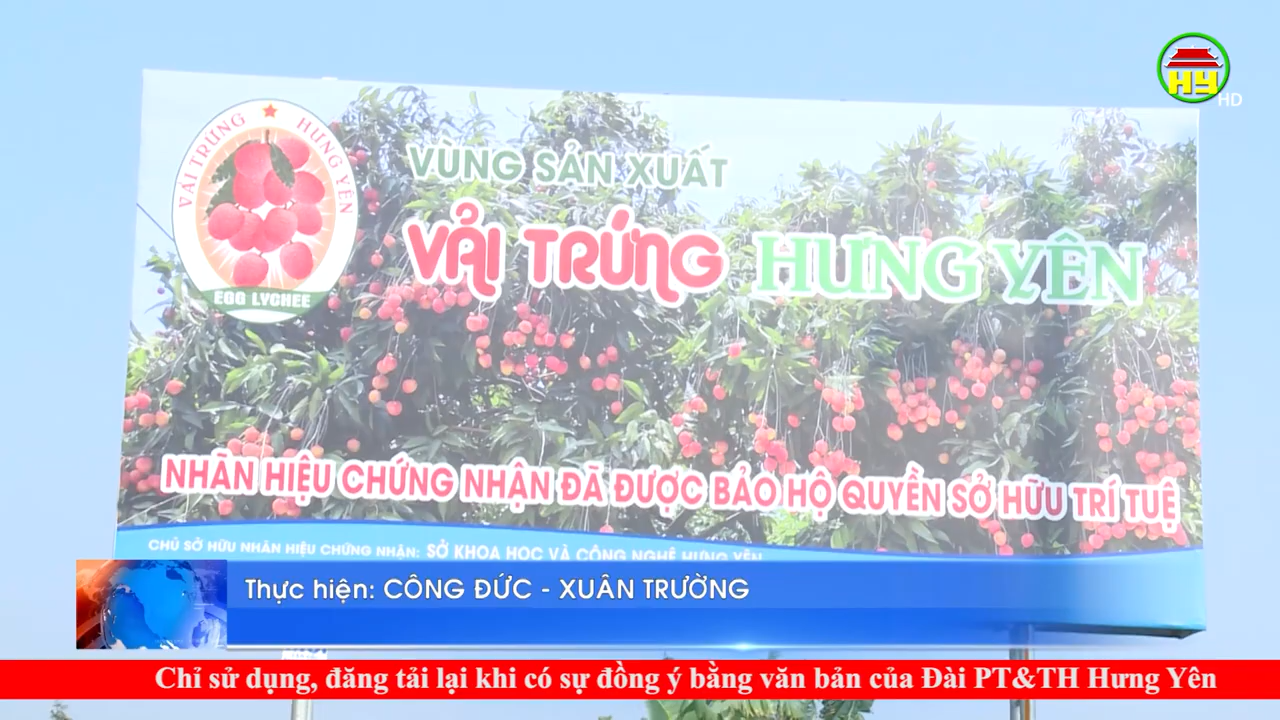 HY
HD
VẢI TRỨNG ★ HƯNG YÊN
EGG LYCHEE
VÙNG SẢN XUẤT
VẢI TRỨNG HƯNG YÊN
NHÃN HIỆU CHỨNG NHẬN ĐÃ ĐƯỢC BẢO HỘ QUYỀN SỞ HỮU TRÍ TUỆ
CHỦ SỞ HỮU NHÃN HIỆU CHỨNG NHẬN: SỞ KHOA HỌC VÀ CÔNG NGHỆ HƯNG YÊN
Thực hiện: CÔNG ĐỨC - XUÂN TRƯỜNG
Chỉ sử dụng, đăng tải lại khi có sự đồng ý bằng văn bản của Đài PT&TH Hưng Yên